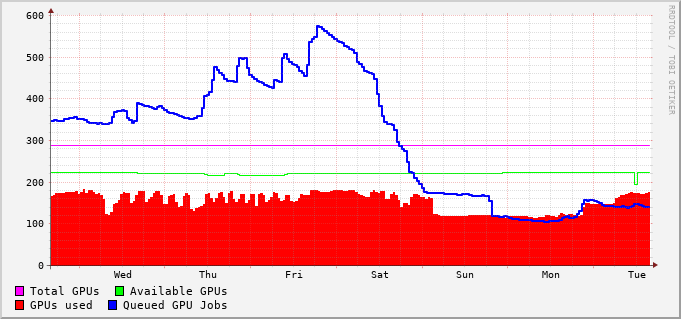 600
500
400
300
200
100
0
Wed Thu Fri Sat Sun Mon Tue
Total GPUs Available GPUs
GPUs used Queued GPU Jobs
RRDTOOL / TOBI OETIKER